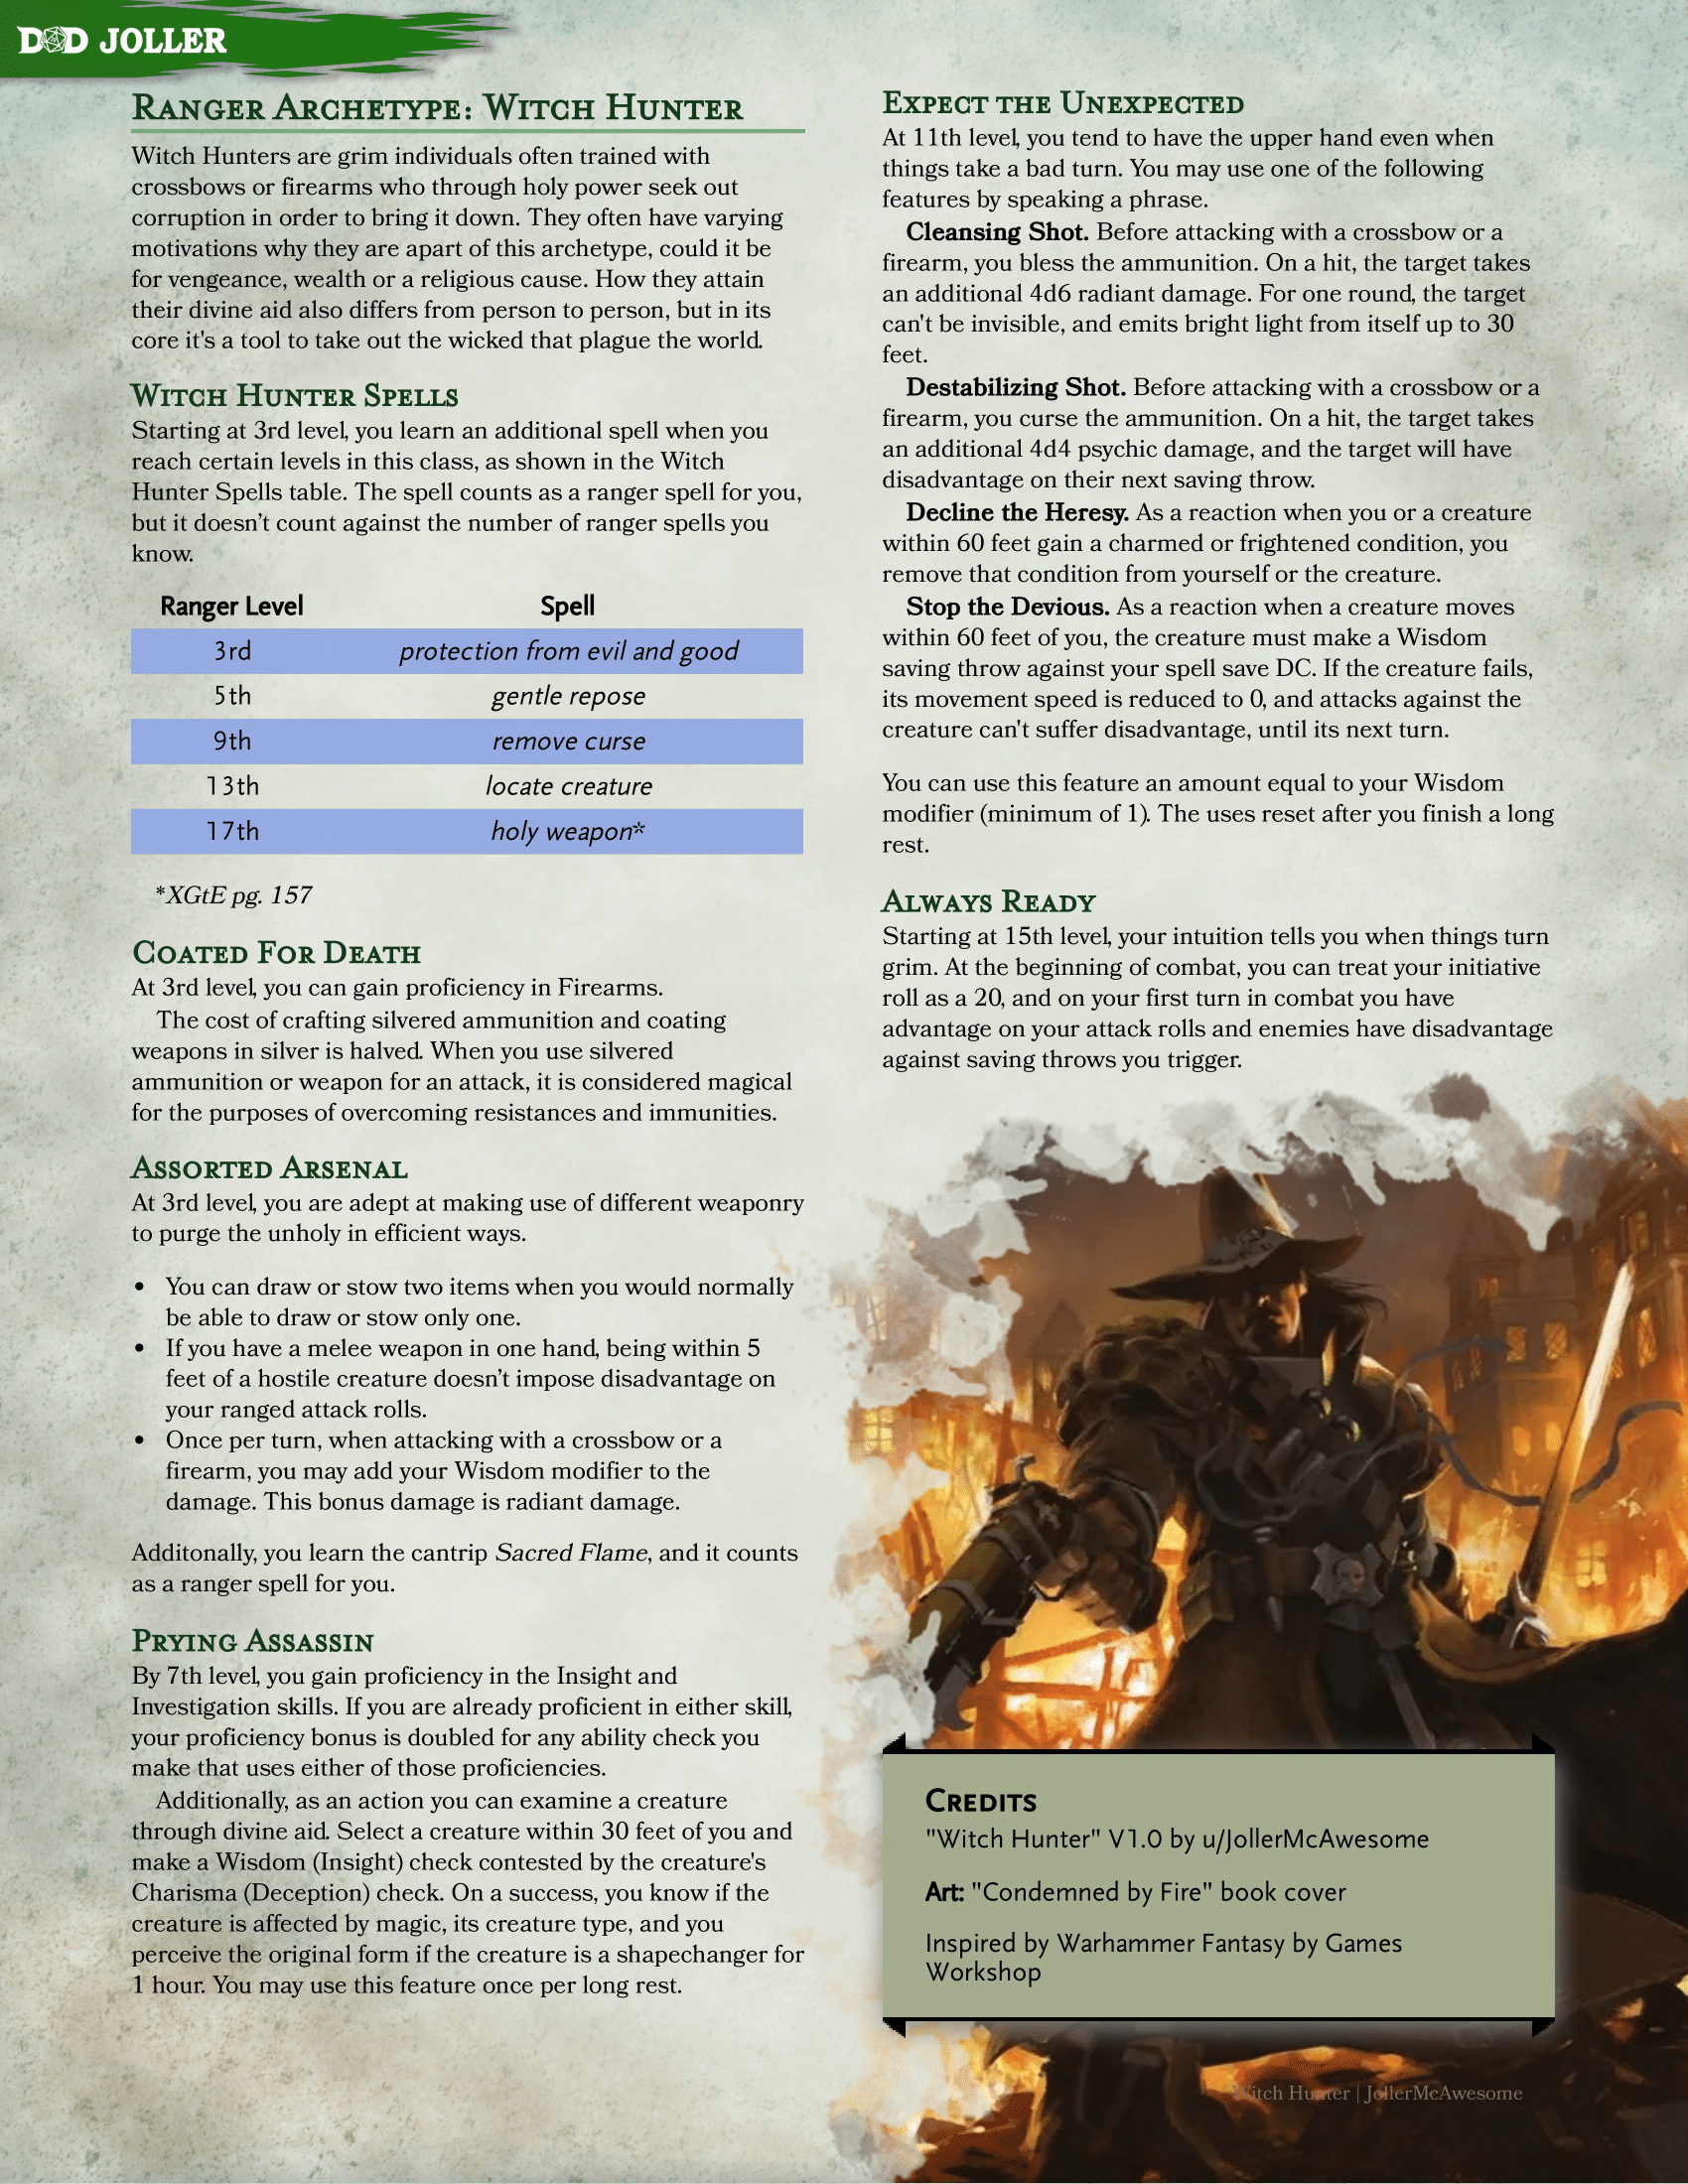 D&D JOLLER
Ranger Archetype: Witch Hunter
Witch Hunters are grim individuals often trained with
crossbows or firearms who through holy power seek out
corruption in order to bring it down. They often have varying
motivations why they are apart of this archetype, could it be
for vengeance, wealth or a religious cause. How they attain
their divine aid also differs from person to person, but in its
core it's a tool to take out the wicked that plague the world.
Witch Hunter Spells
Starting at 3rd level, you learn an additional spell when you
reach certain levels in this class, as shown in the Witch
Hunter Spells table. The spell counts as a ranger spell for you,
but it doesn’t count against the number of ranger spells you
know.
Ranger Level Spell
3rd protection from evil and good
5th gentle repose
9th remove curse
13th locate creature
17th holy weapon*
*XGtE pg. 157
Coated For Death
At 3rd level, you can gain proficiency in Firearms.
The cost of crafting silvered ammunition and coating
weapons in silver is halved. When you use silvered
ammunition or weapon for an attack, it is considered magical
for the purposes of overcoming resistances and immunities.
Assorted Arsenal
At 3rd level, you are adept at making use of different weaponry
to purge the unholy in efficient ways.
• You can draw or stow two items when you would normally
be able to draw or stow only one.
• If you have a melee weapon in one hand, being within 5
feet of a hostile creature doesn’t impose disadvantage on
your ranged attack rolls.
• Once per turn, when attacking with a crossbow or a
firearm, you may add your Wisdom modifier to the
damage. This bonus damage is radiant damage.
Additonally, you learn the cantrip Sacred Flame, and it counts
as a ranger spell for you.
Prying Assassin
By 7th level, you gain proficiency in the Insight and
Investigation skills. If you are already proficient in either skill,
your proficiency bonus is doubled for any ability check you
make that uses either of those proficiencies.
Additionally, as an action you can examine a creature
through divine aid. Select a creature within 30 feet of you and
make a Wisdom (Insight) check contested by the creature's
Charisma (Deception) check. On a success, you know if the
creature is affected by magic, its creature type, and you
perceive the original form if the creature is a shapechanger for
1 hour. You may use this feature once per long rest.
Expect the Unexpected
At 11th level, you tend to have the upper hand even when
things take a bad turn. You may use one of the following
features by speaking a phrase.
Cleansing Shot. Before attacking with a crossbow or a
firearm, you bless the ammunition. On a hit, the target takes
an additional 4d6 radiant damage. For one round, the target
can't be invisible, and emits bright light from itself up to 30
feet.
Destabilizing Shot. Before attacking with a crossbow or a
firearm, you curse the ammunition. On a hit, the target takes
an additional 4d4 psychic damage, and the target will have
disadvantage on their next saving throw.
Decline the Heresy. As a reaction when you or a creature
within 60 feet gain a charmed or frightened condition, you
remove that condition from yourself or the creature.
Stop the Devious. As a reaction when a creature moves
within 60 feet of you, the creature must make a Wisdom
saving throw against your spell save DC. If the creature fails,
its movement speed is reduced to 0, and attacks against the
creature can't suffer disadvantage, until its next turn.
You can use this feature an amount equal to your Wisdom
modifier (minimum of 1). The uses reset after you finish a long
rest.
Always Ready
Starting at 15th level, your intuition tells you when things turn
grim. At the beginning of combat, you can treat your initiative
roll as a 20, and on your first turn in combat you have
advantage on your attack rolls and enemies have disadvantage
against saving throws you trigger.
Credits
"Witch Hunter" V1.0 by u/JollerMcAwesome
Art: "Condemned by Fire" book cover
Inspired by Warhammer Fantasy by Games
Workshop
Witch Hunter | JollerMcAwesome